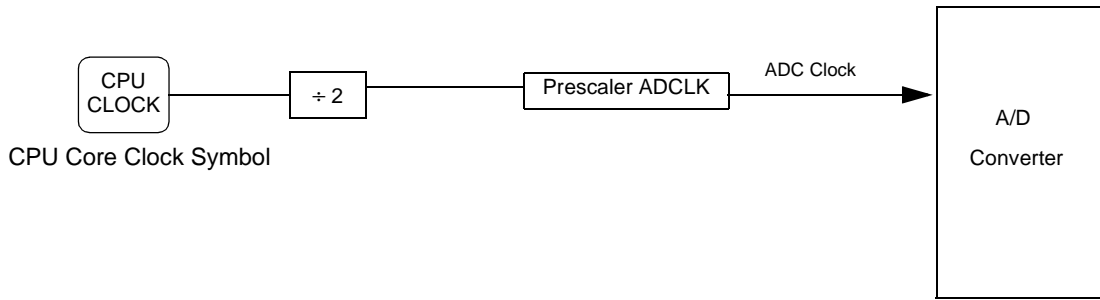 CPU
CLOCK
CPU Core Clock Symbol
÷ 2
Prescaler ADCLK
ADC Clock
A/D
Converter